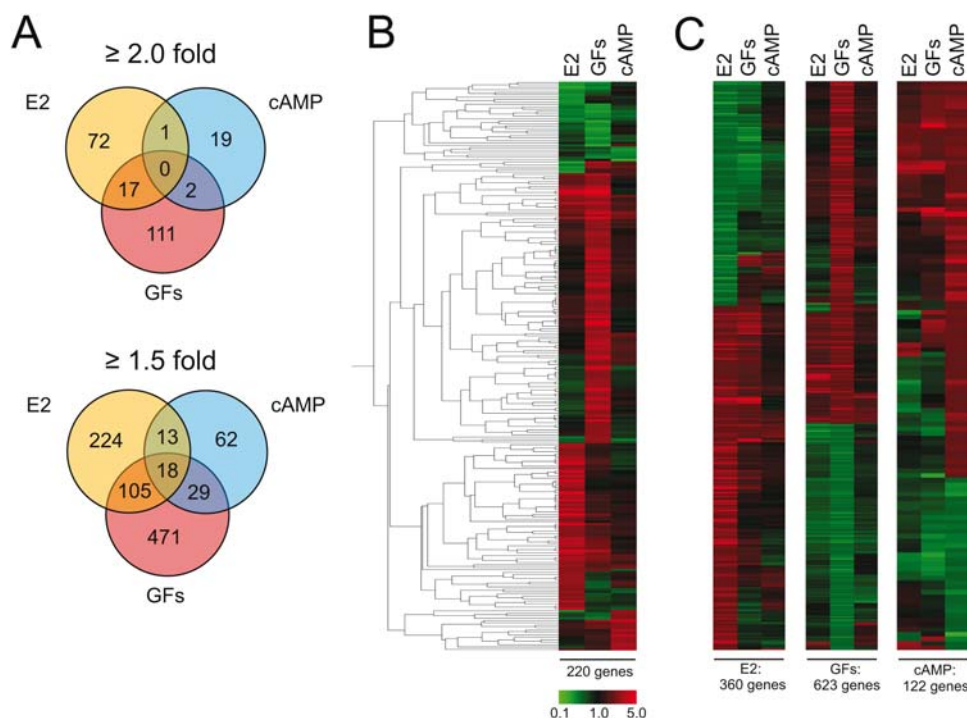 A
≥ 2.0 fold
E2
cAMP
72
1
19
0
17
2
111
GFs
≥ 1.5 fold
E2
cAMP
224
13
62
18
105
29
471
GFs
B
E2
GFs
cAMP
220 genes
0.1
1.0
5.0
C
E2
GFs
cAMP
E2
GFs
cAMP
E2
GFs
cAMP
E2:
360 genes
GFs:
623 genes
cAMP:
122 genes